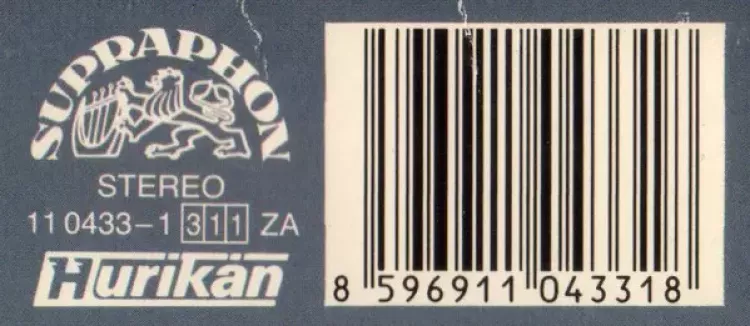 SUPRAPHON
STEREO
11 0433-1 311 ZA
Hurikán
8 596911 043318